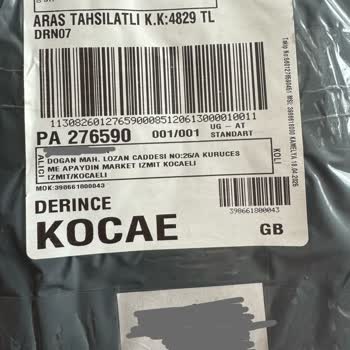 ARAS TAHSILATLI K.K:4829 TL
DRN07
1130826012765900085120613000010011
PA 276590 001/001 UG - AT
STANDART
ALICI
DOGAN MAH. LOZAN CADDESI NO:26/A KURUCES
ME APAYDIN MARKET IZMIT KOCAELI
IZMIT/KOCAELI
KOLI
MOK:398661800043
398661800043
DERINCE
KOCAE
GB